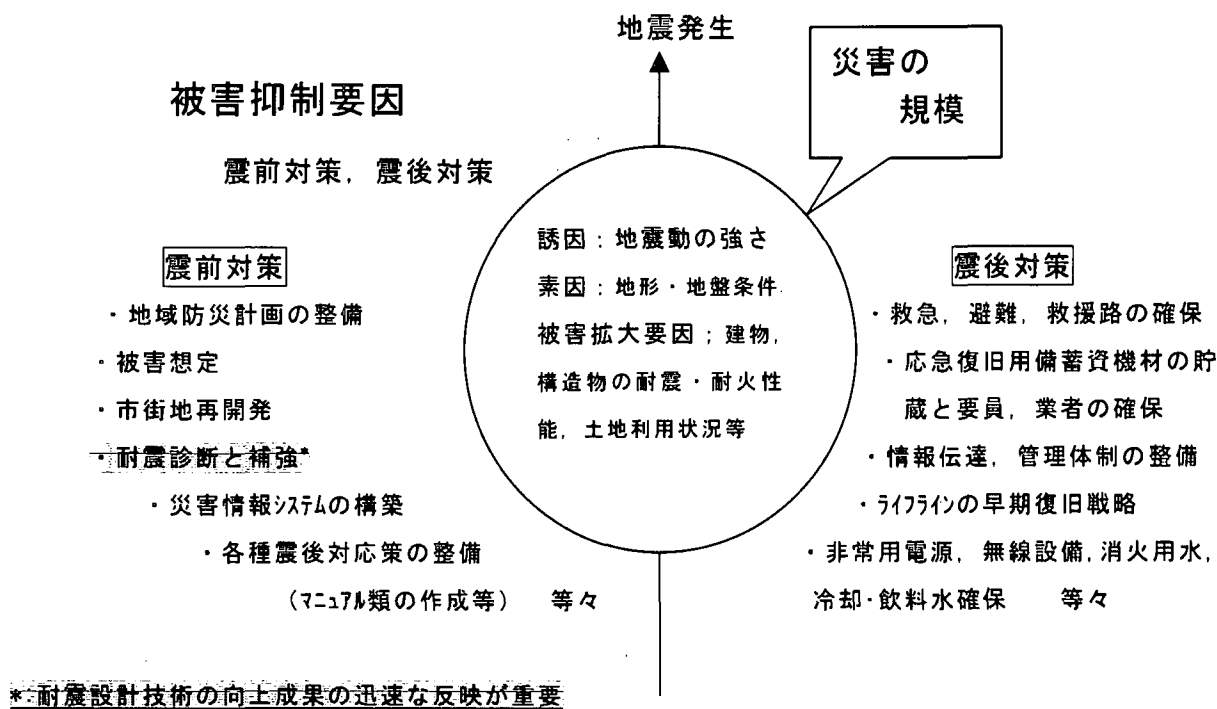 地震発生
災害の
規模
被害抑制要因
震前対策，震後対策
誘因：地震動の強さ
素因：地形・地盤条件
被害拡大要因；建物，
構造物の耐震・耐火性
能，土地利用状況等
震前対策
・地域防災計画の整備
・被害想定
・市街地再開発
・耐震診断と補強*
・災害情報ｼｽﾃﾑの構築
・各種震後対応策の整備
（ﾏﾆｭｱﾙ類の作成等）　等々
震後対策
・救急，避難，救援路の確保
・応急復旧用備蓄資機材の貯
蔵と要員，業者の確保
・情報伝達，管理体制の整備
・ﾗｲﾌﾗｲﾝの早期復旧戦略
・非常用電源，無線設備，消火用水，
冷却・飲料水確保　等々
*:耐震設計技術の向上成果の迅速な反映が重要